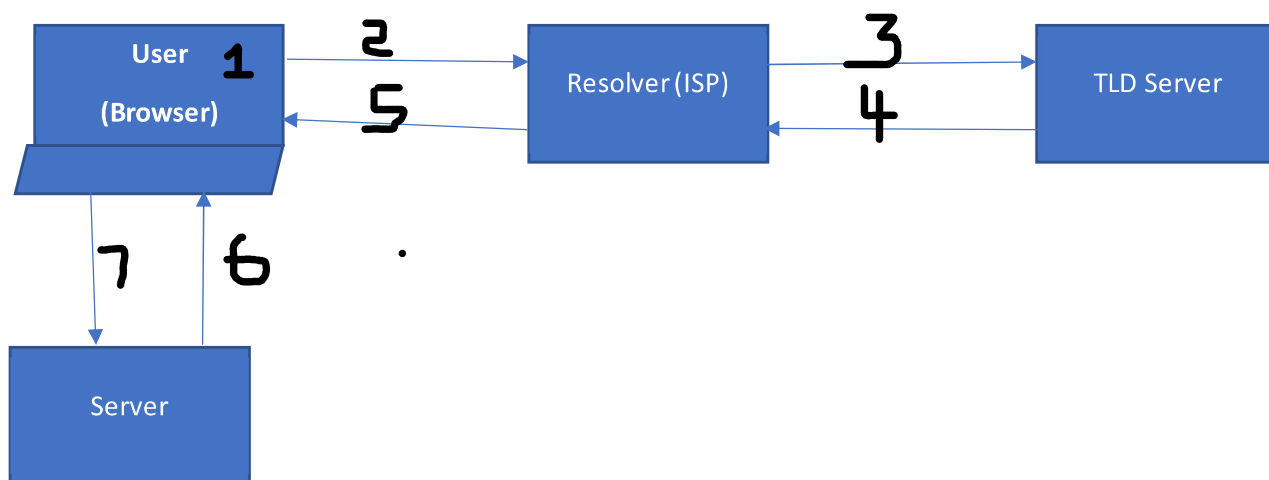 User 1
(Browser)
2
5
Resolver (ISP)
3
4
TLD Server
7
6
Server